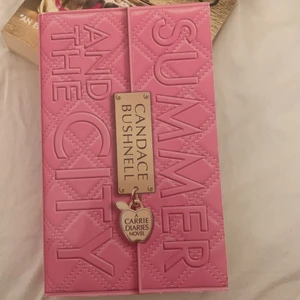 SUMMER
AND
THE
CITY
CANDACE
BUSHNELL
A
CARRIE
DIARIES
NOVEL